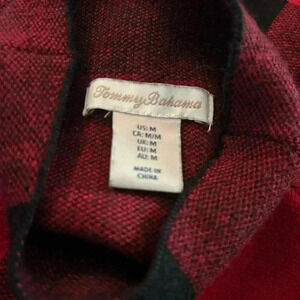 Tommy Bahama
US: M
CA: M/M
UK: M
EU: M
AU: M
MADE IN
CHINA